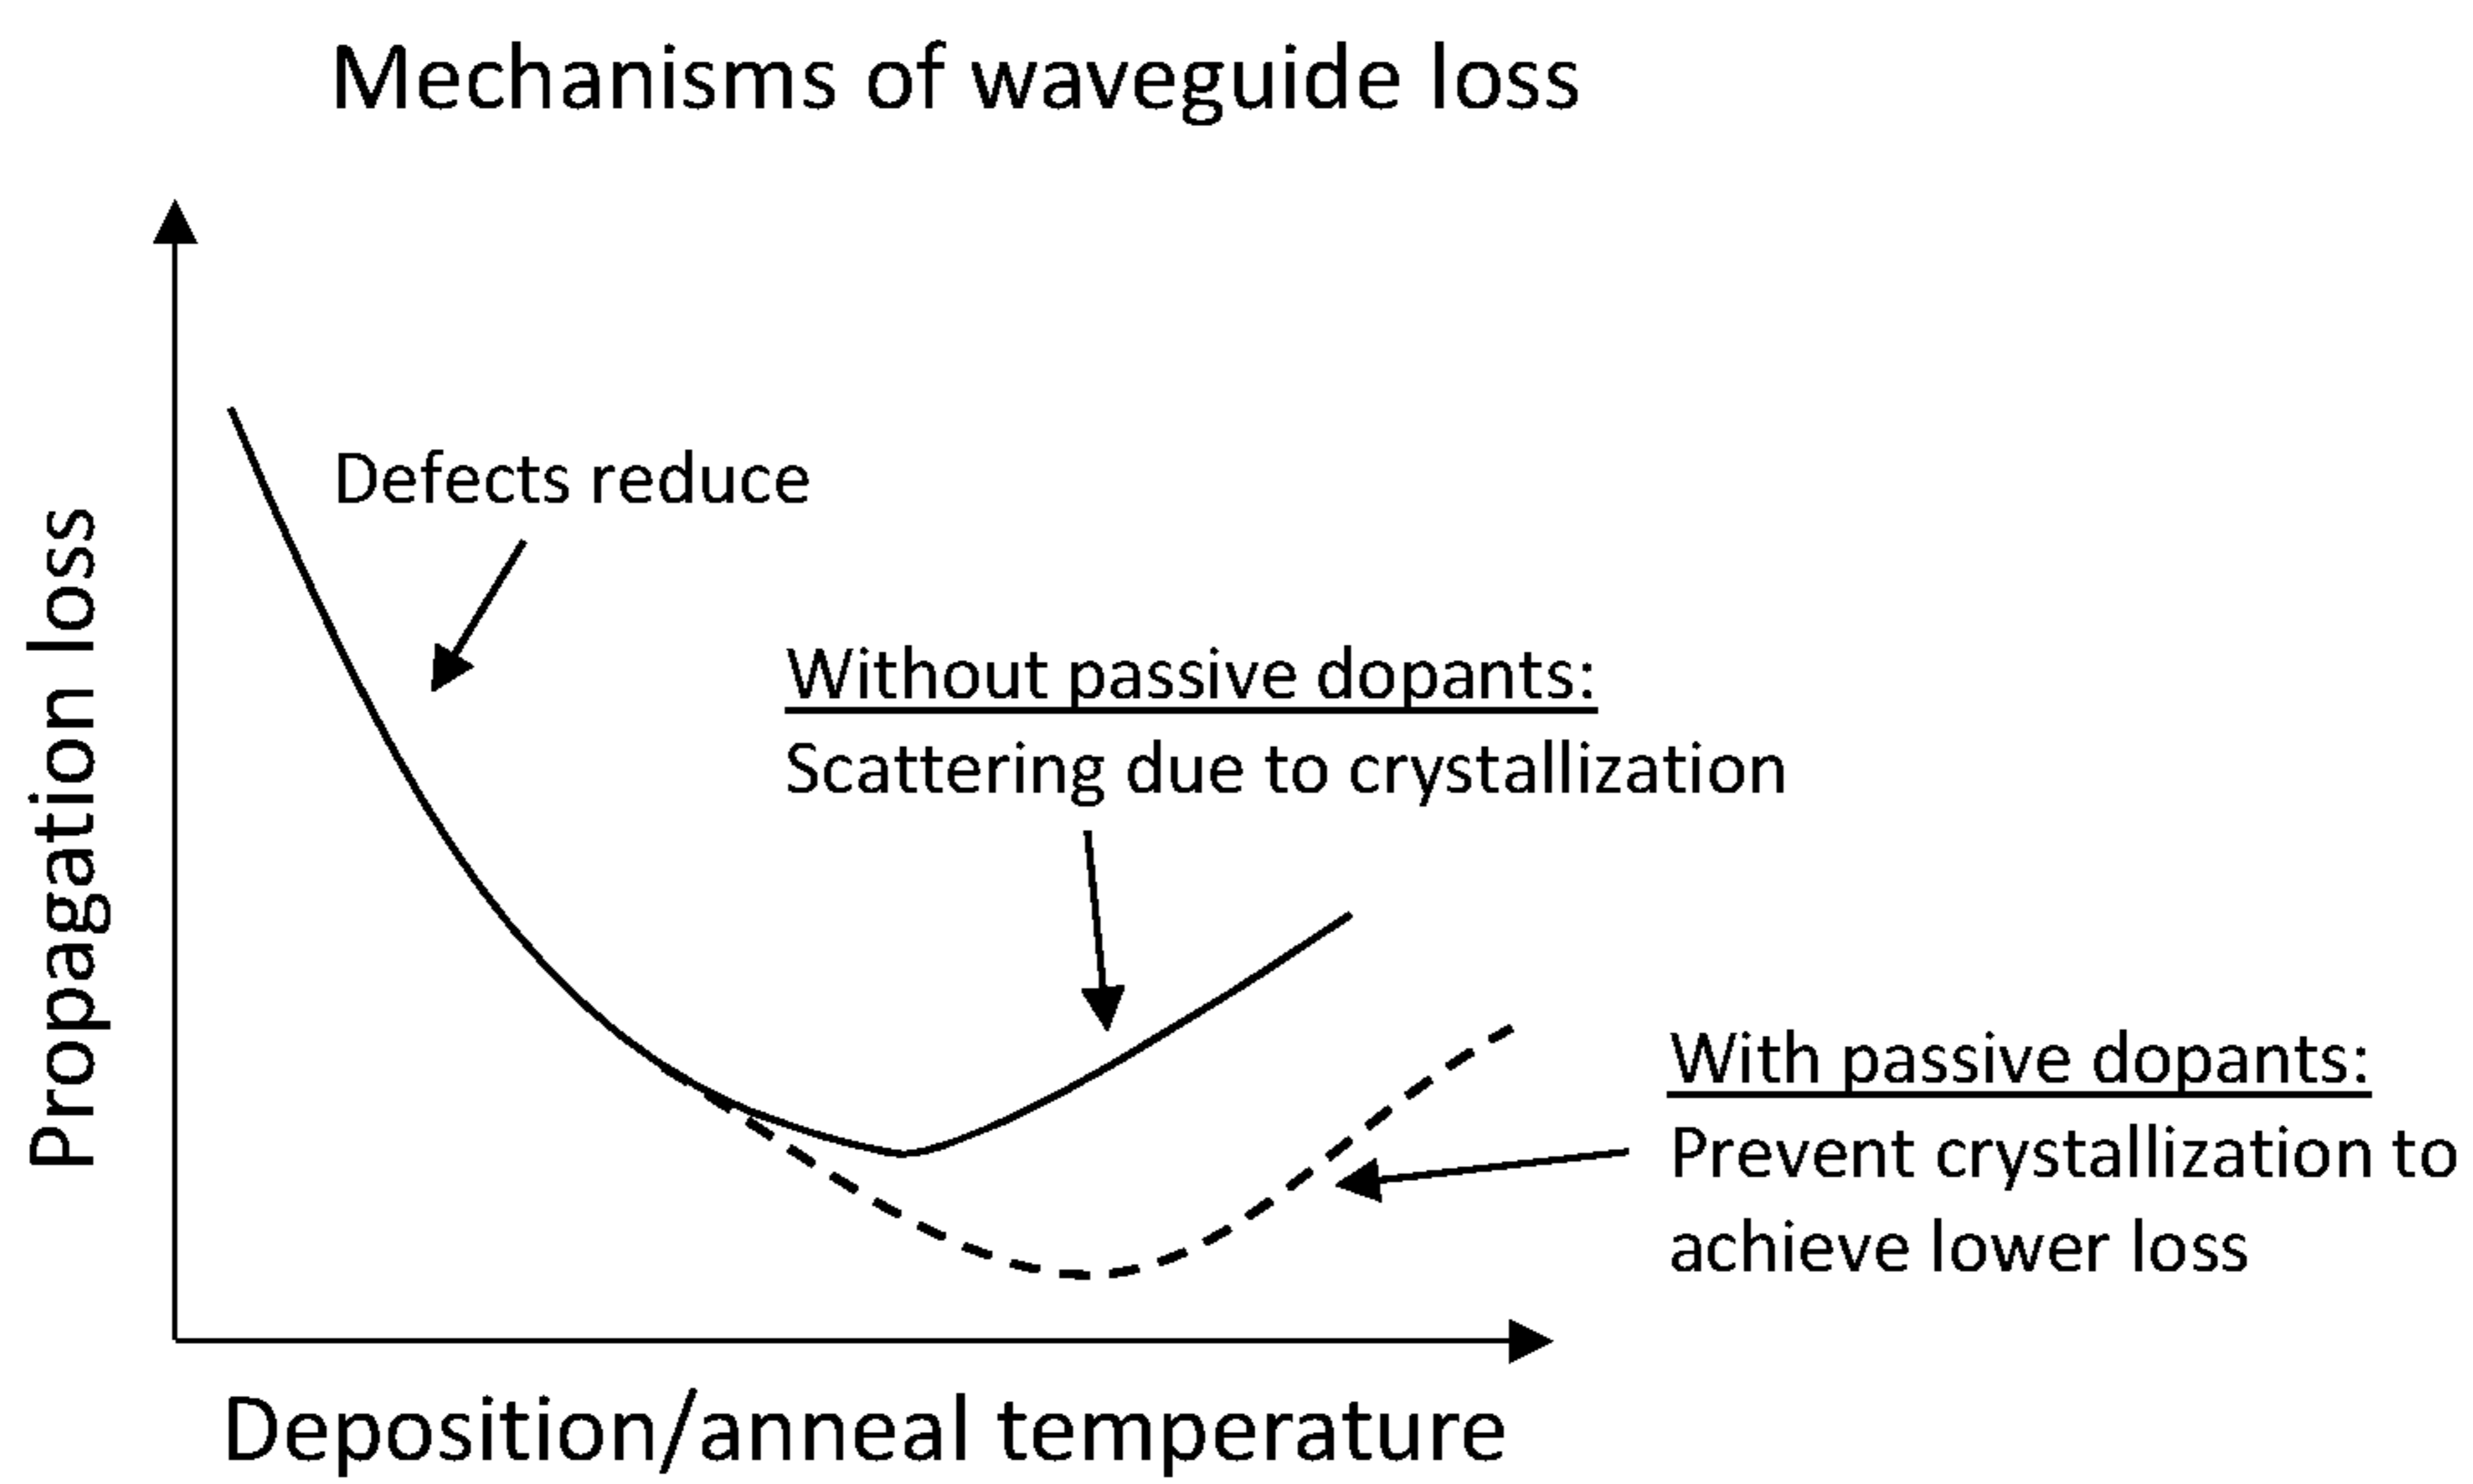 Mechanisms of waveguide loss
Defects reduce
Without passive dopants:
Scattering due to crystallization
With passive dopants:
Prevent crystallization to
achieve lower loss
Propagation loss
Deposition/anneal temperature